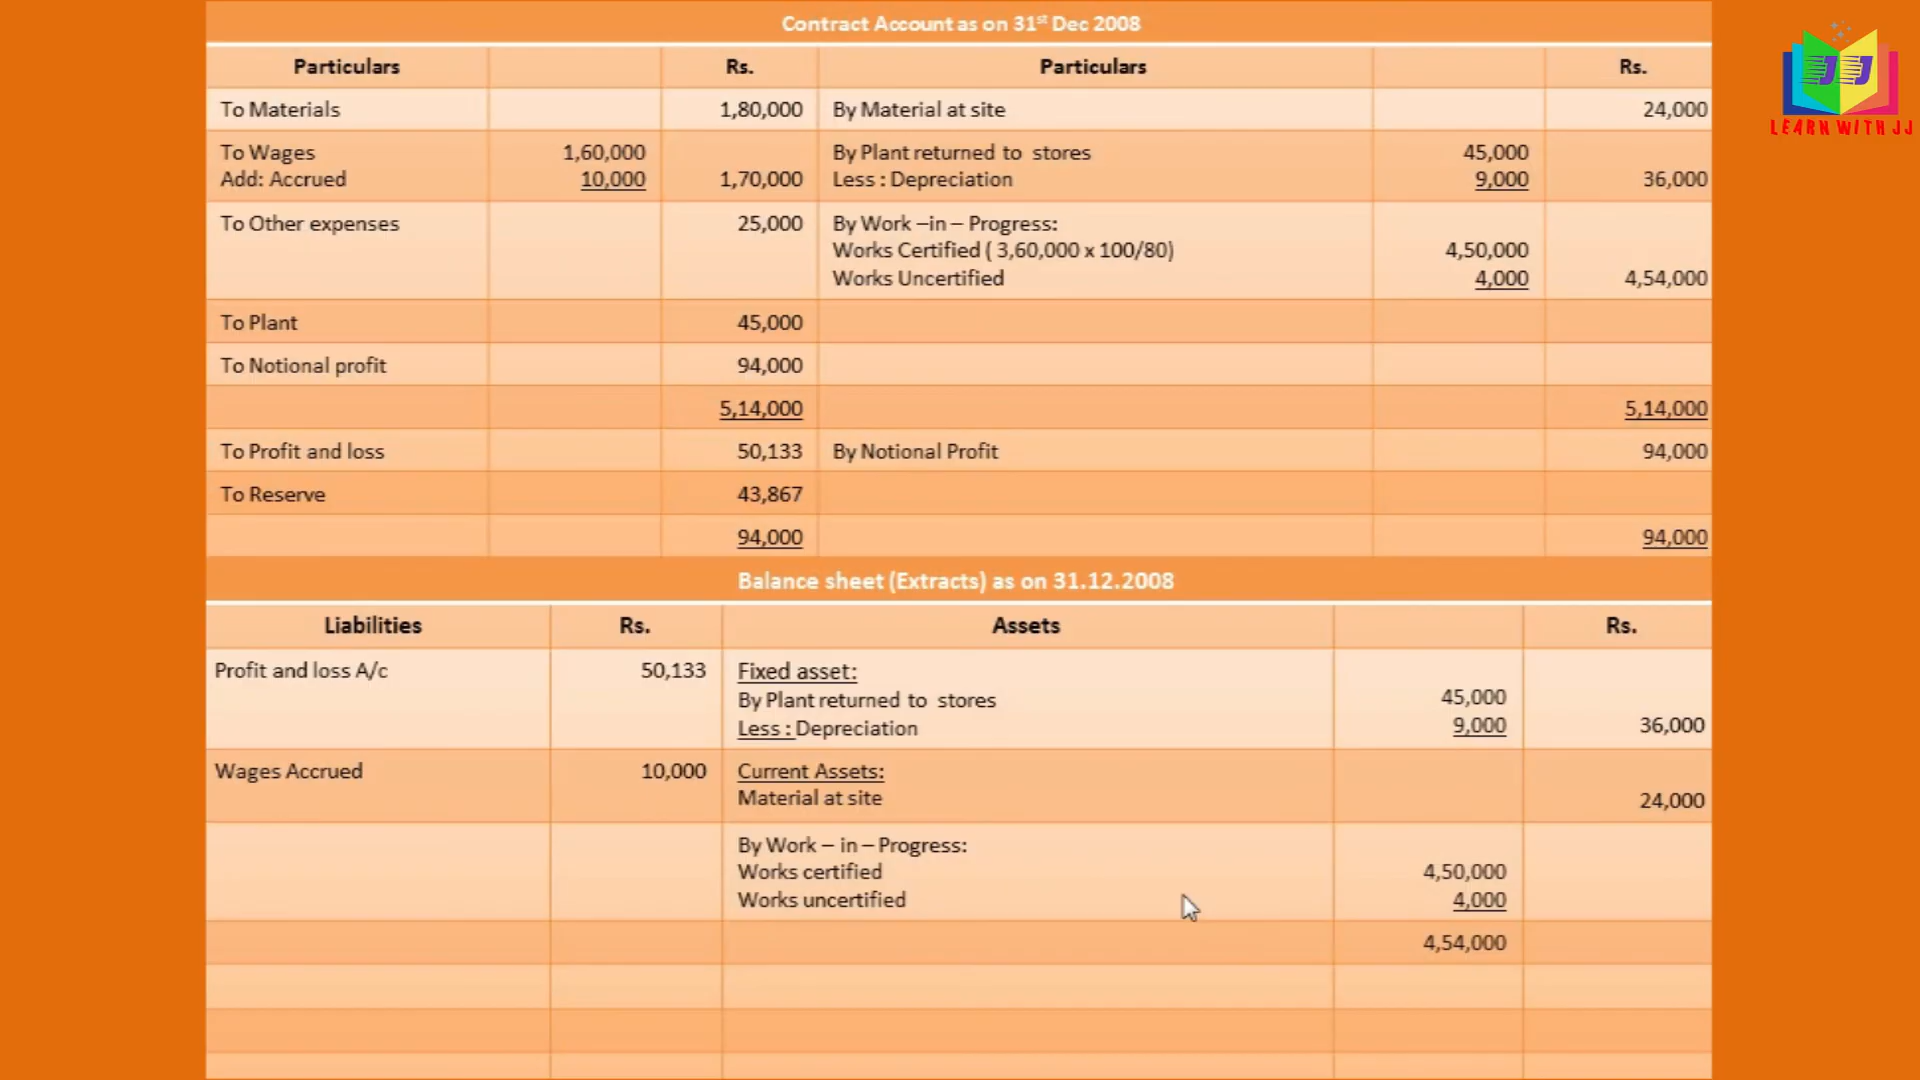 Contract Account as on 31st Dec 2008
Particulars Rs. Particulars Rs.
To Materials 1,80,000 By Material at site 24,000
To Wages 1,60,000 By Plant returned to stores 45,000
Add: Accrued 10,000 1,70,000 Less : Depreciation 9,000 36,000
To Other expenses 25,000 By Work –in – Progress:
Works Certified ( 3,60,000 x 100/80) 4,50,000
Works Uncertified 4,000 4,54,000
To Plant 45,000
To Notional profit 94,000
5,14,000 5,14,000
To Profit and loss 50,133 By Notional Profit 94,000
To Reserve 43,867
94,000 94,000
Balance sheet (Extracts) as on 31.12.2008
Liabilities Rs. Assets Rs.
Profit and loss A/c 50,133 Fixed asset:
By Plant returned to stores 45,000
Less : Depreciation 9,000 36,000
Wages Accrued 10,000 Current Assets:
Material at site 24,000
By Work – in – Progress:
Works certified 4,50,000
Works uncertified 4,000
4,54,000
JJ
LEARN WITH JJ